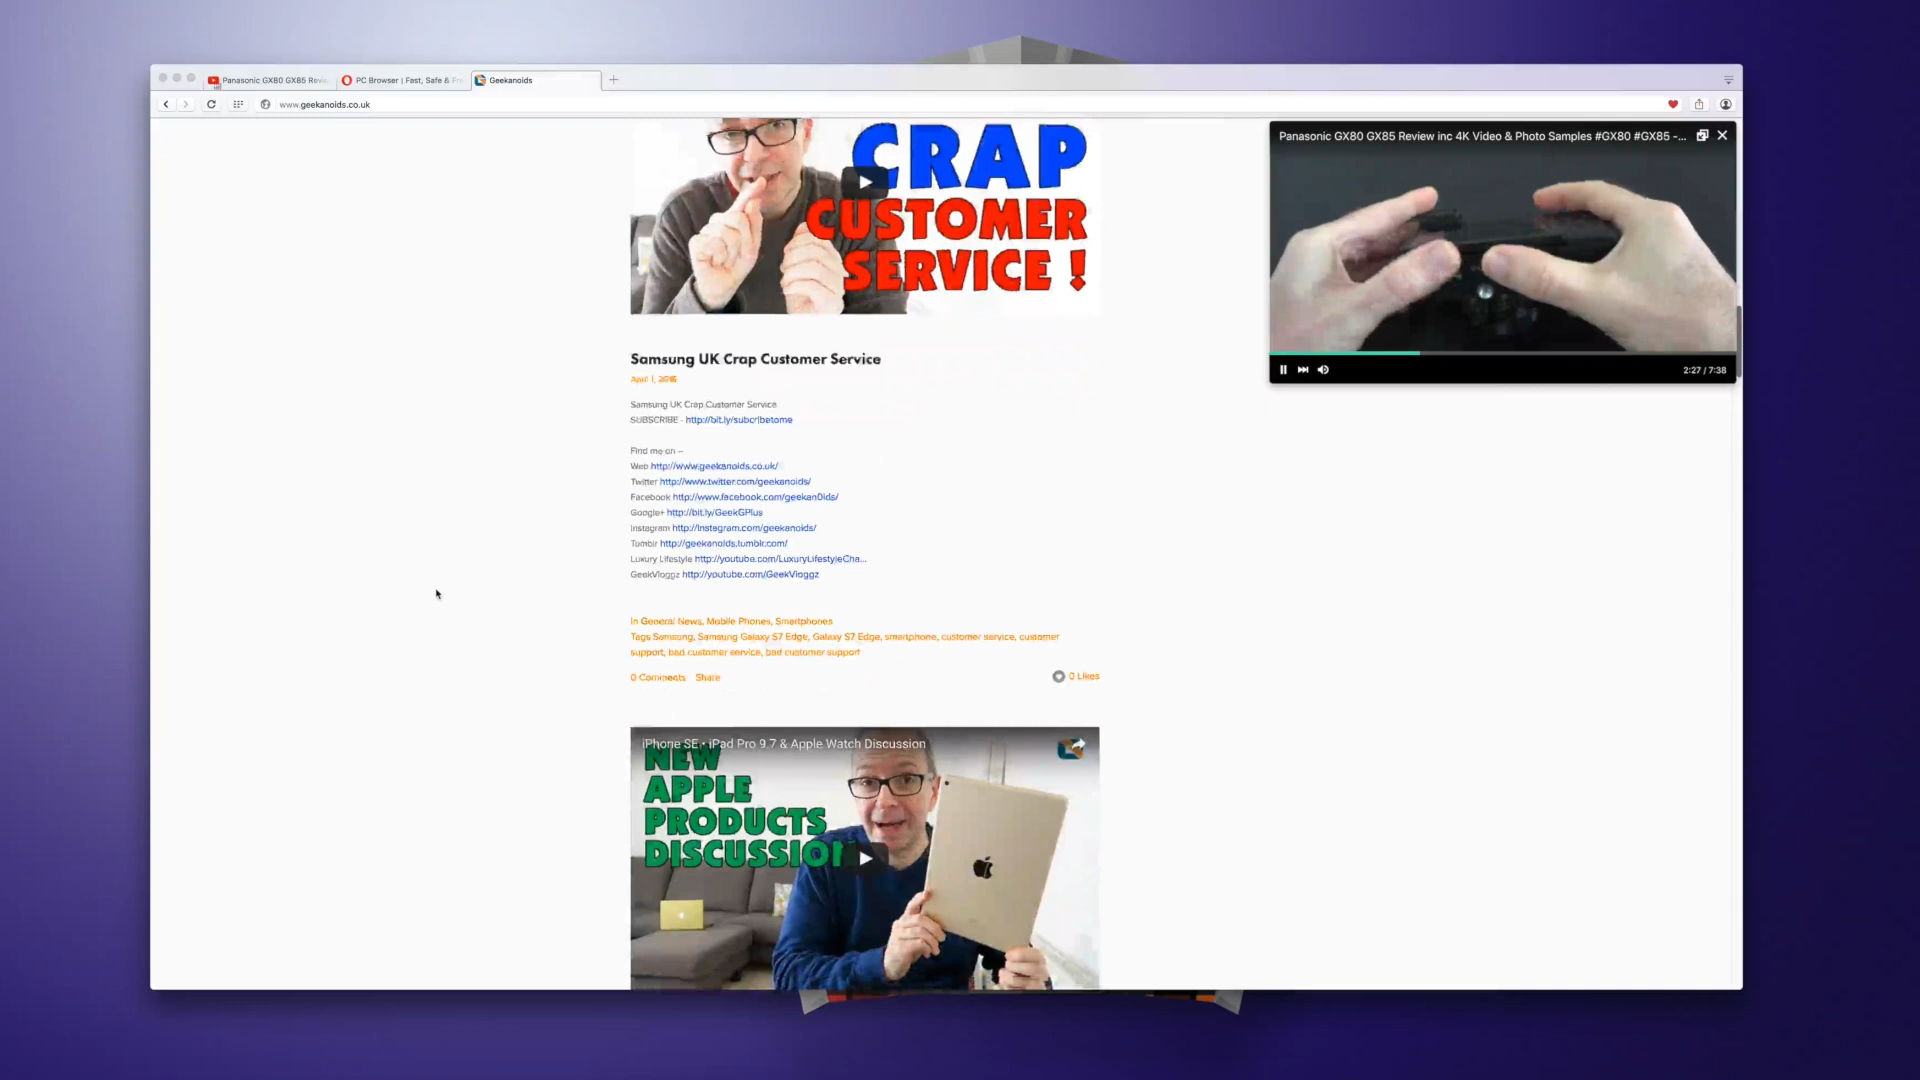 Panasonic GX80 GX85 Revi
PC Browser | Fast, Safe & Fr
Geekanoids
www.geekanoids.co.uk
Panasonic GX80 GX85 Review inc 4K Video & Photo Samples #GX80 #GX85 -...
2:27 / 7:38
CRAP
CUSTOMER
SERVICE !
Samsung UK Crap Customer Service
April 1, 2016
Samsung UK Crap Customer Service
SUBSCRIBE - http://bit.ly/subcribetome
Find me on –
Web http://www.geekanoids.co.uk/
Twitter http://www.twitter.com/geekanoids/
Facebook http://www.facebook.com/geekan0ids/
Google+ http://bit.ly/GeekGPlus
Instagram http://instagram.com/geekanoids/
Tumblr http://geekanoids.tumblr.com/
Luxury Lifestyle http://youtube.com/LuxuryLifestyleCha...
GeekVloggz http://youtube.com/GeekVloggz
In General News, Mobile Phones, Smartphones
Tags Samsung, Samsung Galaxy S7 Edge, Galaxy S7 Edge, smartphone, customer service, customer
support, bad customer service, bad customer support
0 Comments Share
0 Likes
iPhone SE • iPad Pro 9.7 & Apple Watch Discussion
NEW
APPLE
PRODUCTS
DISCUSSION